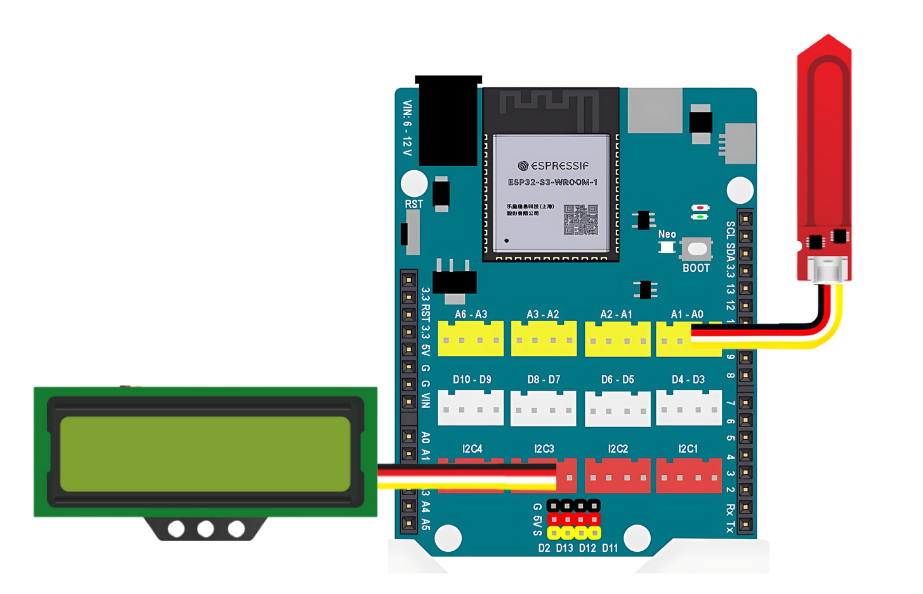 VIN: 6 - 12 V
ESPRESSIF
ESP32-S3-WROOM-1
乐鑫信息科技(上海)
股份有限公司
RST
Neo
BOOT
SCL
SDA
3.3
13
12
1
9
8
7
6
5
4
3
2
Rx
Tx
3.3
RST
3.3
5V
G
G
VIN
A0
A1
3
A4
A5
A6 - A3
A3 - A2
A2 - A1
A1 - A0
D10 - D9
D8 - D7
D6 - D5
D4 - D3
I2C4
I2C3
I2C2
I2C1
G
5V
S
D2
D13
D12
D11